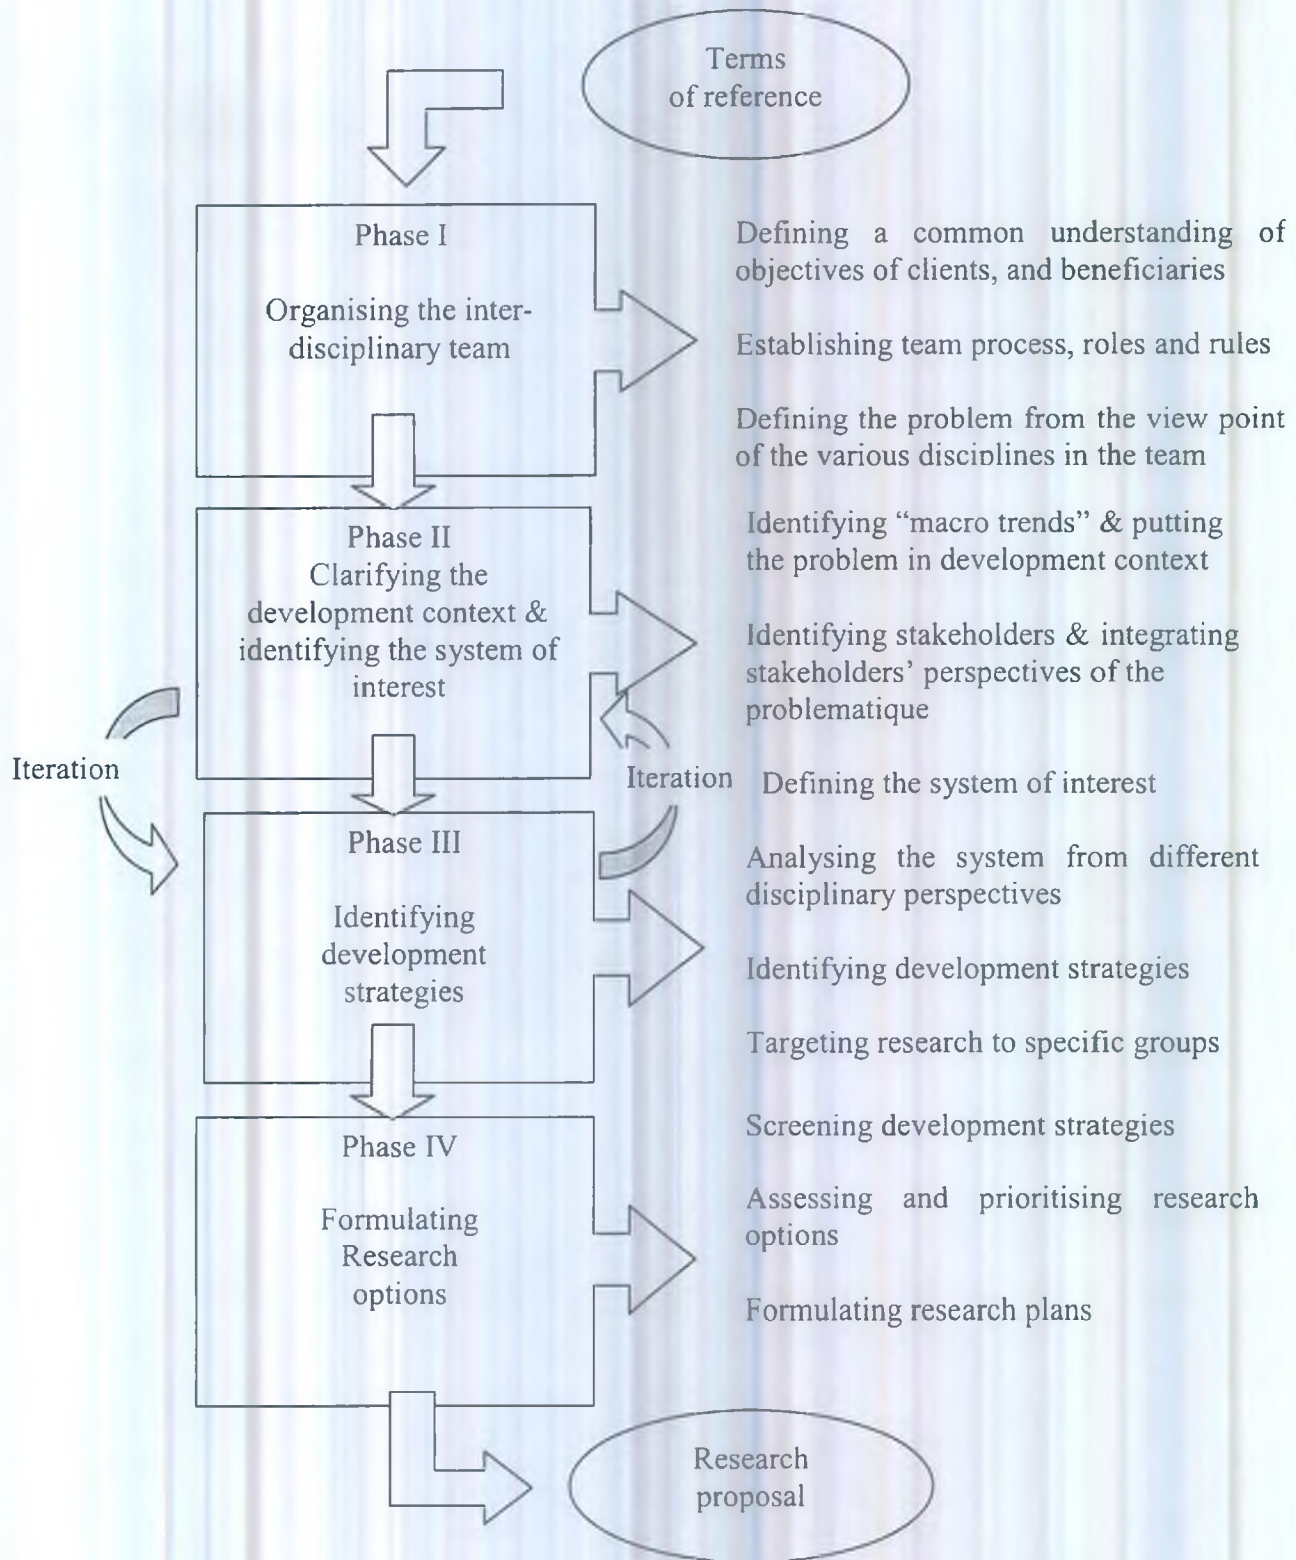 Terms
of reference
Phase I
Organising the inter-
disciplinary team
Defining a common understanding of
objectives of clients, and beneficiaries
Establishing team process, roles and rules
Defining the problem from the view point
of the various disciplines in the team
Phase II
Clarifying the
development context &
identifying the system of
interest
Identifying “macro trends” & putting
the problem in development context
Identifying stakeholders & integrating
stakeholders’ perspectives of the
problematique
Iteration
Iteration
Defining the system of interest
Phase III
Identifying
development
strategies
Analysing the system from different
disciplinary perspectives
Identifying development strategies
Targeting research to specific groups
Phase IV
Formulating
Research
options
Screening development strategies
Assessing and prioritising research
options
Formulating research plans
Research
proposal